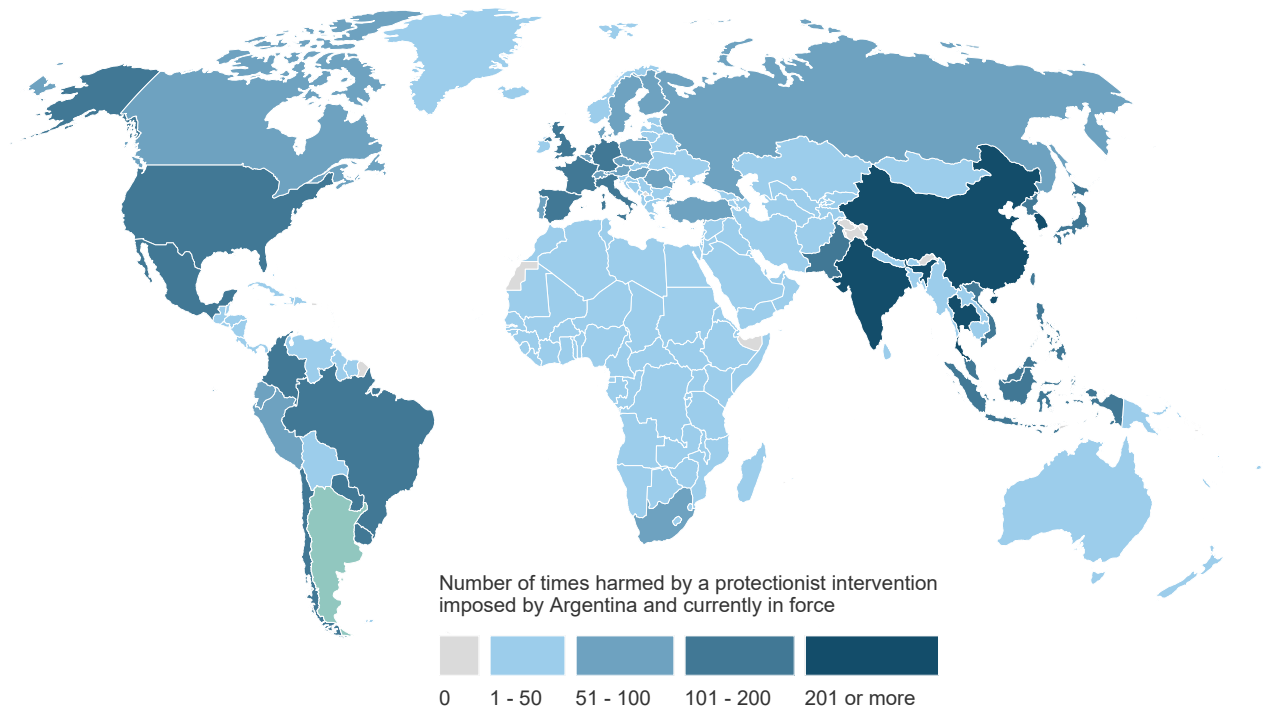 Number of times harmed by a protectionist intervention
imposed by Argentina and currently in force
0
1 - 50
51 - 100
101 - 200
201 or more